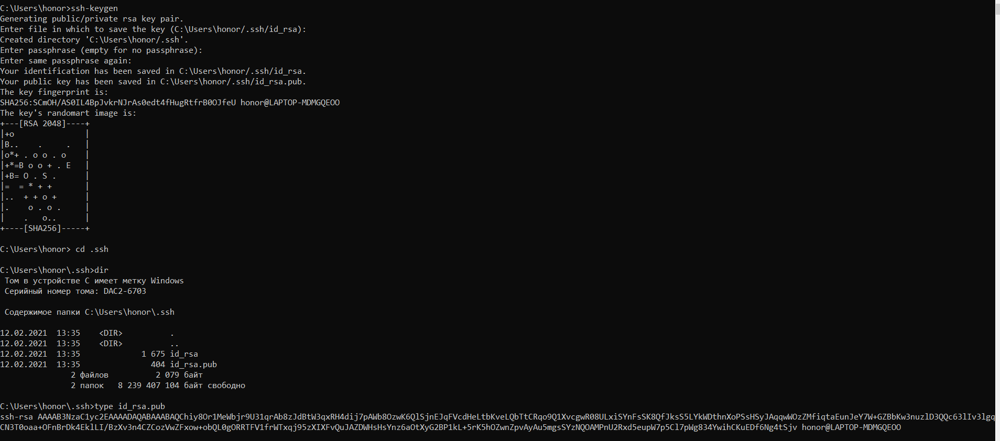 C:\Users\honor>ssh-keygen
Generating public/private rsa key pair.
Enter file in which to save the key (C:\Users\honor/.ssh/id_rsa):
Created directory 'C:\Users\honor/.ssh'.
Enter passphrase (empty for no passphrase):
Enter same passphrase again:
Your identification has been saved in C:\Users\honor/.ssh/id_rsa.
Your public key has been saved in C:\Users\honor/.ssh/id_rsa.pub.
The key fingerprint is:
SHA256:SCmOH/AS0IL4BpJvkrNJrAs0edt4fHugRtfrB0OJfeU honor@LAPTOP-MDMGQEOO
The key's randomart image is:
+---[RSA 2048]----+
|+o               |
|B..    .     .   |
|o*+ . o o . o    |
|+*=B o o + . E   |
|+B= O . S .      |
|=  = * + +       |
|..  + + o +      |
|.    o . o .     |
|    .   o..      |
+----[SHA256]-----+
C:\Users\honor> cd .ssh
C:\Users\honor\.ssh>dir
 Том в устройстве C имеет метку Windows
 Серийный номер тома: DAC2-6703
 Содержимое папки C:\Users\honor\.ssh
12.02.2021  13:35    <DIR>          .
12.02.2021  13:35    <DIR>          ..
12.02.2021  13:35             1 675 id_rsa
12.02.2021  13:35               404 id_rsa.pub
               2 файлов          2 079 байт
               2 папок   8 239 407 104 байт свободно
C:\Users\honor\.ssh>type id_rsa.pub
ssh-rsa AAAAB3NzaC1yc2EAAAADAQABAAABAQChiy8Or1MeWbjr9U31qrAb8zJdBtW3qxRH4dij7pAWb8OzwK6QlSjnEJqFVcdHeLtbKveLQbTtCRqo9Q1XvcgwR08ULxiSYnFsSK8QfJksS5LYkWDthnXoPSsHSyJAqqwWOzZMfiqtaEunJeY7W+GZBbKw3nuzlD3QQc63lIv3lgq
CN3T0oaa+OFnBrDk4EklLI/BzXv3n4CZCozVwZFxow+obQL0gORRTFV1frWTxqj95zXIXFvQuJAZDWHsHsYnz6aOtXyG2BP1kL+5rK5hOZwnZpvAyAu5mgsSYzNQOAMPnU2Rxd5eupW7p5Cl7pWg834YwihCKuEDf6Ng4tSjv honor@LAPTOP-MDMGQEOO